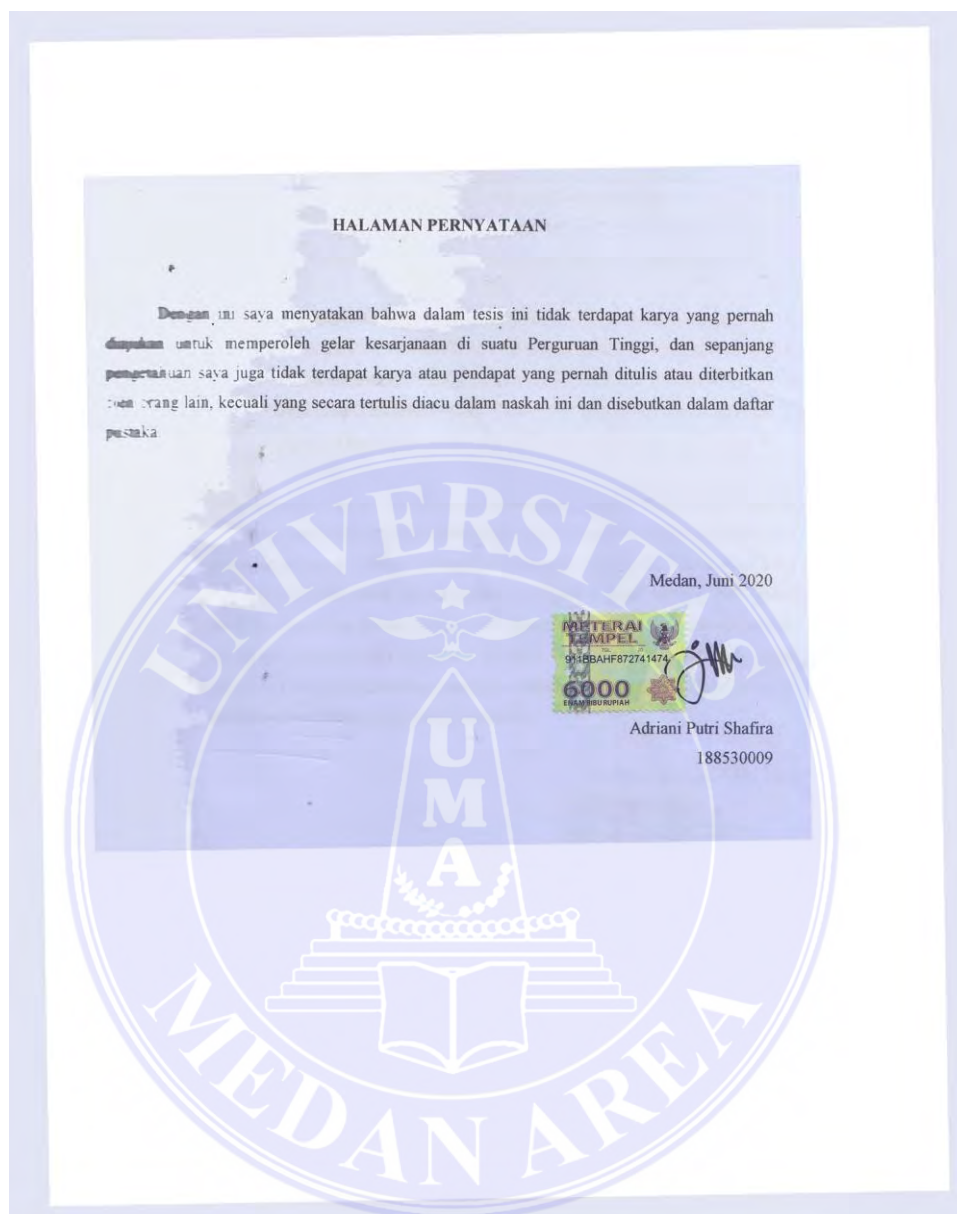 HALAMAN PERNYATAAN
Dengan ini saya menyatakan bahwa dalam tesis ini tidak terdapat karya yang pernah
diajukan untuk memperoleh gelar kesarjanaan di suatu Perguruan Tinggi, dan sepanjang
pengetahuan saya juga tidak terdapat karya atau pendapat yang pernah ditulis atau diterbitkan
oleh orang lain, kecuali yang secara tertulis diacu dalam naskah ini dan disebutkan dalam daftar
pustaka
UNIVERSITAS
Medan, Juni 2020
METERAI
TEMPEL
911BBAHF872741474
6000
ENAM RIBU RUPIAH
Adriani Putri Shafira
188530009
U
M
A
MEDAN AREA